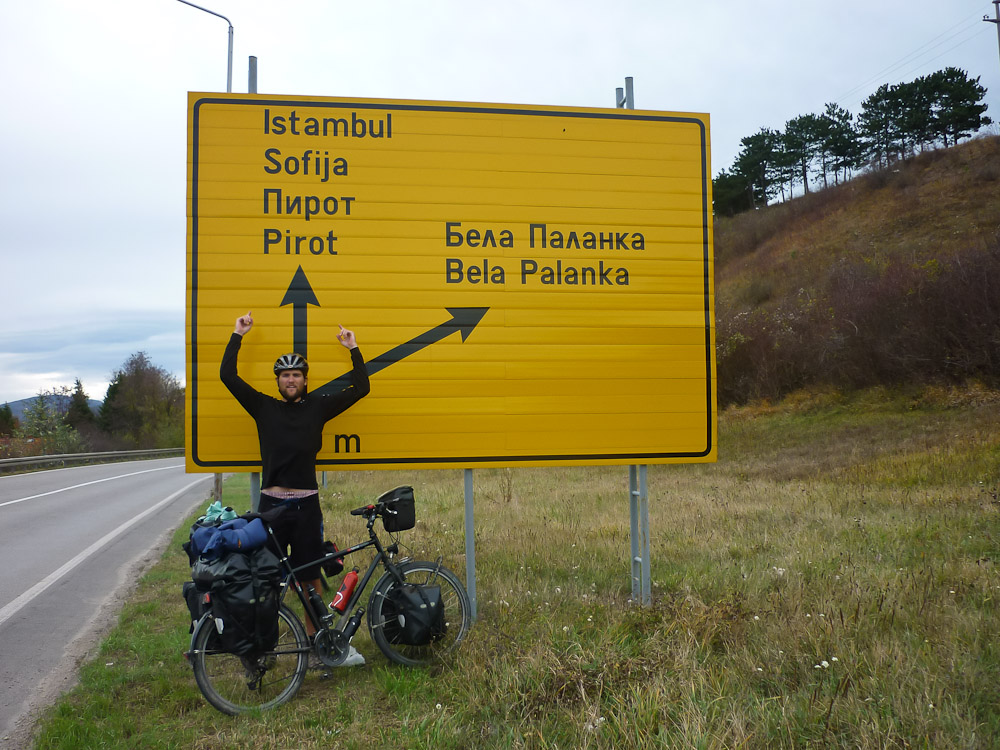 Istambul
Sofija
Пирот
Pirot
Бела Паланка
Bela Palanka
m